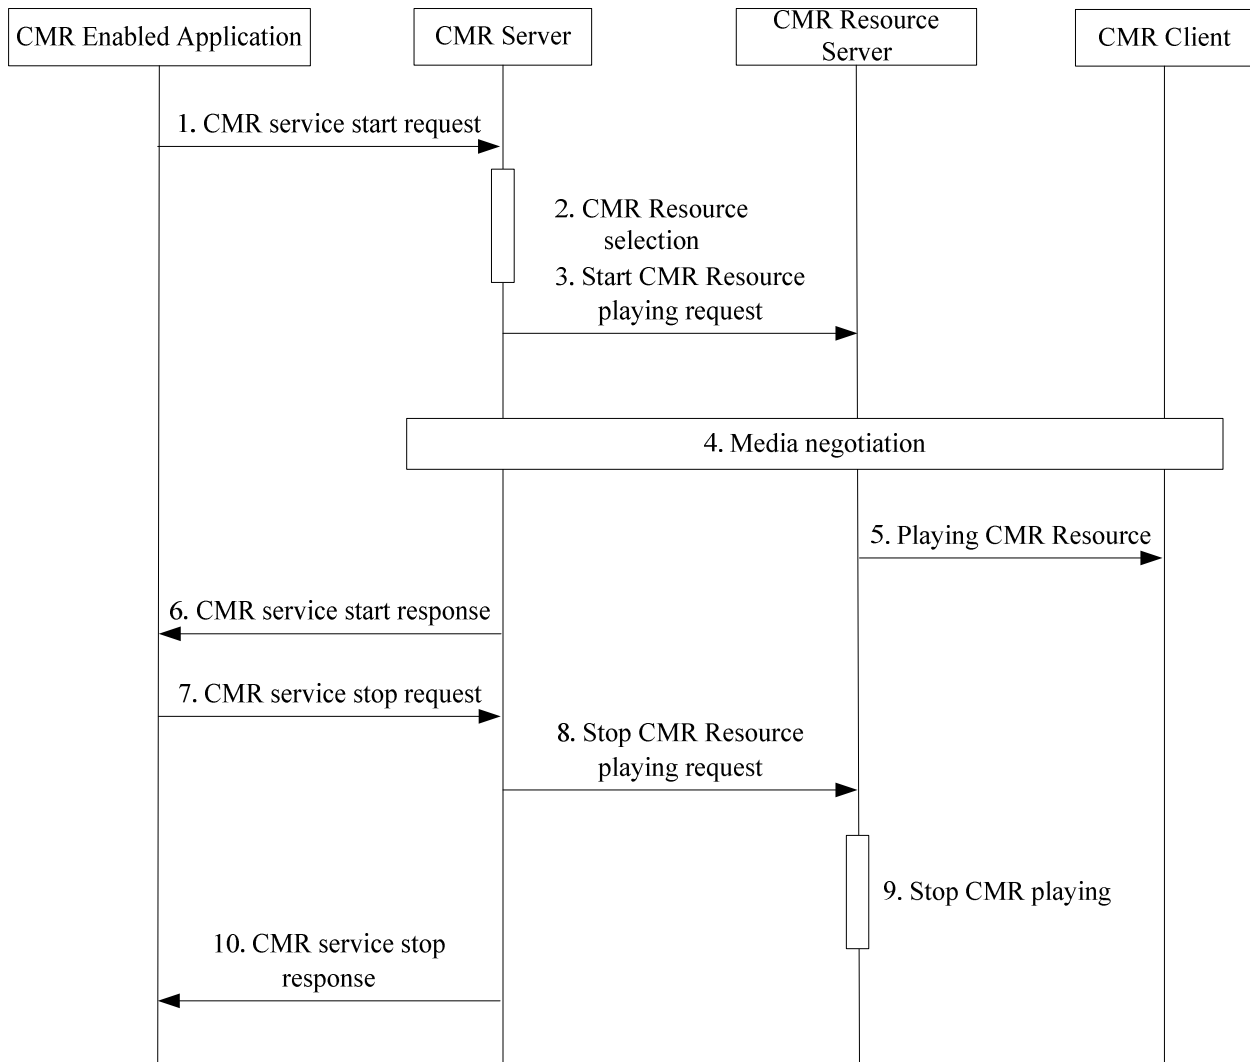 CMR Enabled Application
CMR Server
CMR Resource
Server
CMR Client
1. CMR service start request
2. CMR Resource
selection
3. Start CMR Resource
playing request
4. Media negotiation
5. Playing CMR Resource
6. CMR service start response
7. CMR service stop request
8. Stop CMR Resource
playing request
9. Stop CMR playing
10. CMR service stop
response